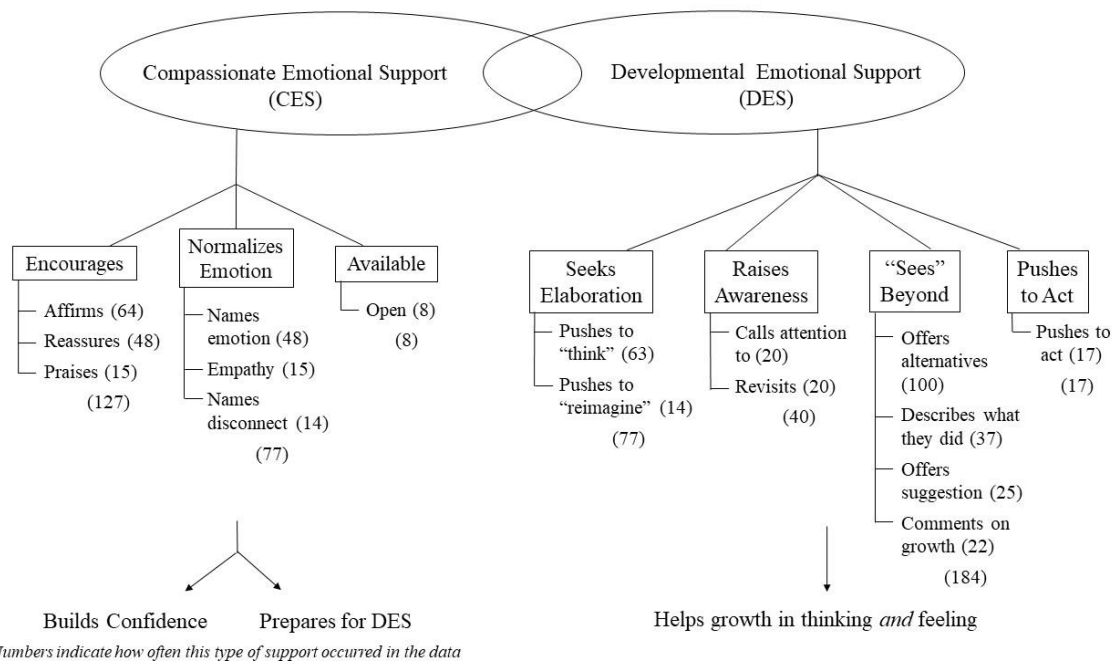 Compassionate Emotional Support
(CES)
Developmental Emotional Support
(DES)
Encourages
Affirms (64)
Reassures (48)
Praises (15)
(127)
Normalizes
Emotion
Names
emotion (48)
Empathy (15)
Names
disconnect (14)
(77)
Available
Open (8)
(8)
Seeks
Elaboration
Pushes to
“think” (63)
Pushes to
“reimagine” (14)
(77)
Raises
Awareness
Calls attention
to (20)
Revisits (20)
(40)
“Sees”
Beyond
Offers
alternatives
(100)
Describes what
they did (37)
Offers
suggestion (25)
Comments on
growth (22)
(184)
Pushes
to Act
Pushes to
act (17)
(17)
Builds Confidence
Prepares for DES
Helps growth in thinking and feeling
indicate how often this type of support occurred in the data